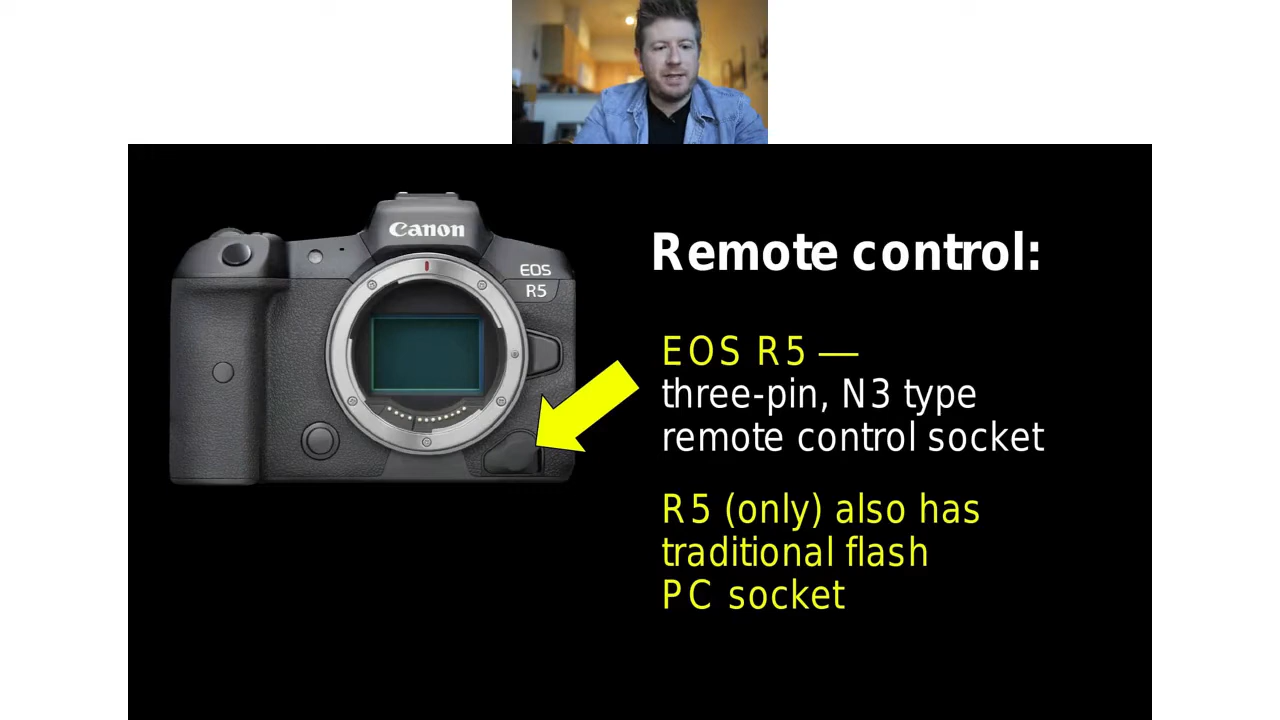 Canon
EOS
R5
Remote control:
EOS R5 —
three-pin, N3 type
remote control socket
R5 (only) also has
traditional flash
PC socket